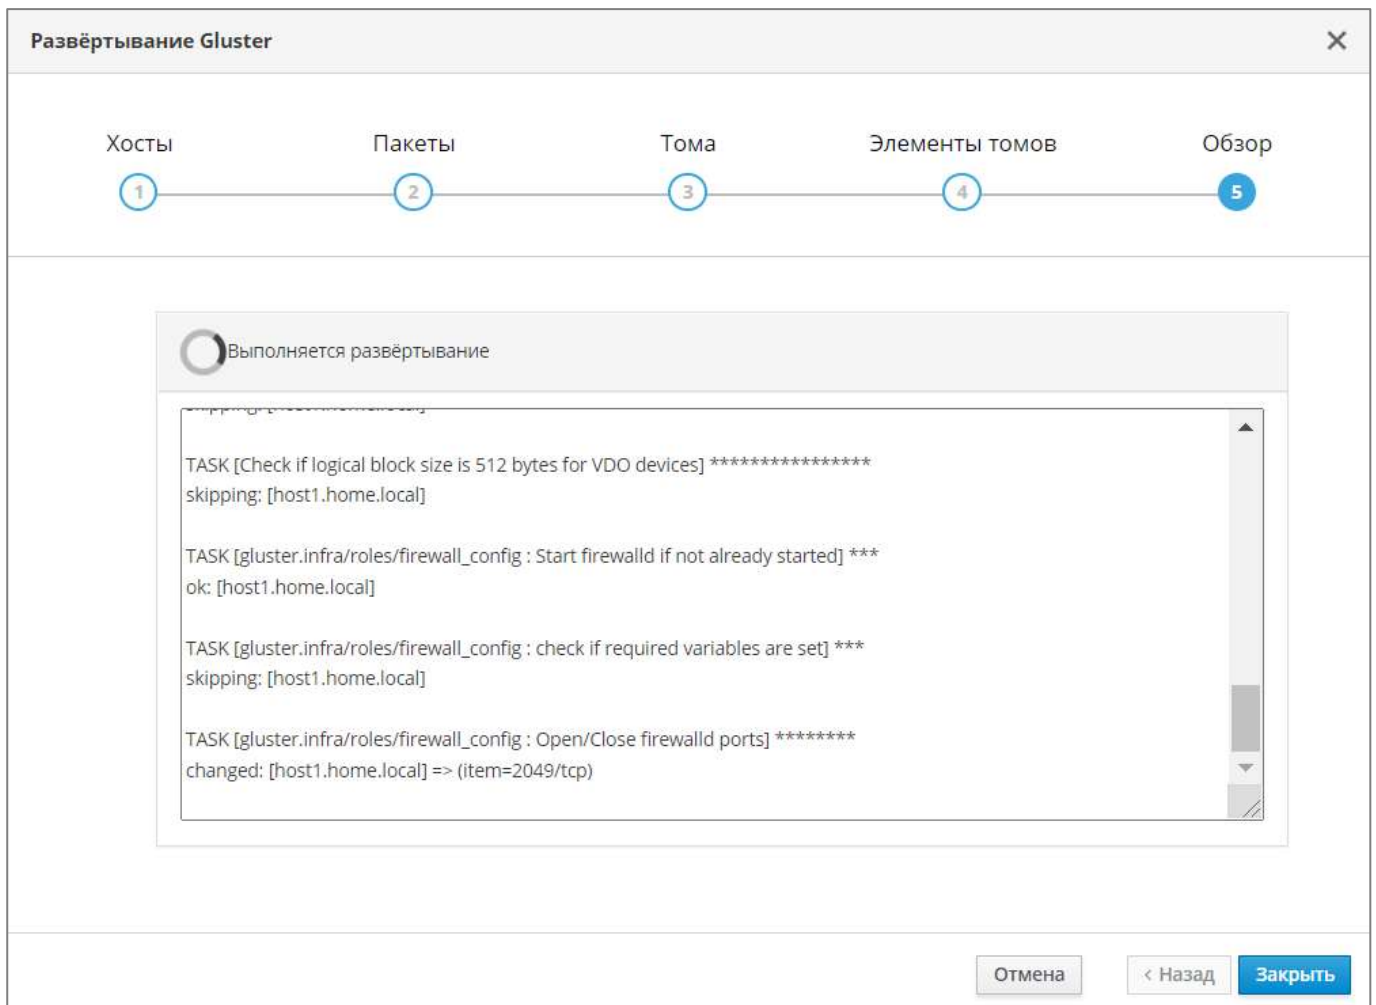 Развёртывание Gluster
Хосты Пакеты Тома Элементы томов Обзор
1 2 3 4 5
Выполняется развёртывание
skipping: [host1.home.local]
TASK [Check if logical block size is 512 bytes for VDO devices] ****************
skipping: [host1.home.local]
TASK [gluster.infra/roles/firewall_config : Start firewalld if not already started] ***
ok: [host1.home.local]
TASK [gluster.infra/roles/firewall_config : check if required variables are set] ***
skipping: [host1.home.local]
TASK [gluster.infra/roles/firewall_config : Open/Close firewalld ports] ********
changed: [host1.home.local] => (item=2049/tcp)
Отмена < Назад Закрыть